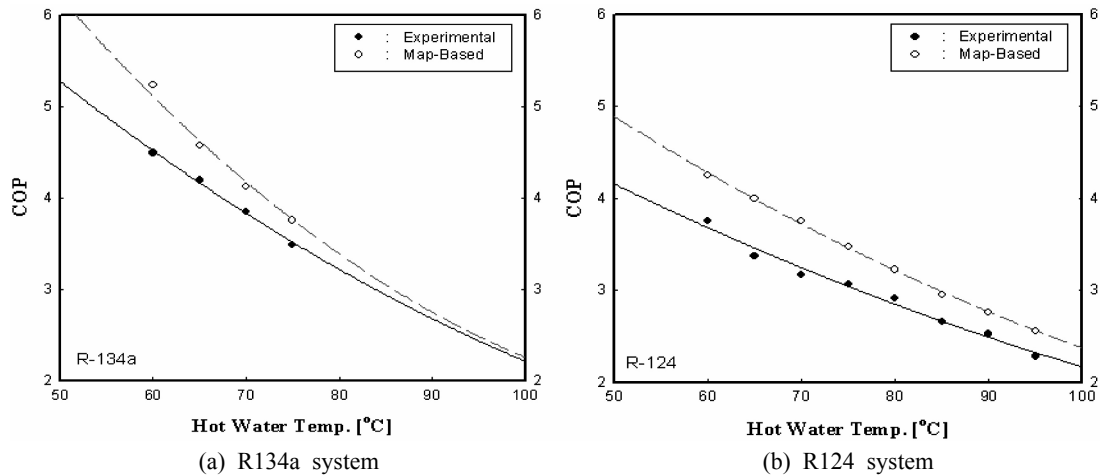 6
5
4
3
2
COP
6
5
4
3
2
: Experimental
: Map-Based
R-134a
50 60 70 80 90 100
Hot Water Temp. [°C]
(a) R134a system
6
5
4
3
2
COP
6
5
4
3
2
: Experimental
: Map-Based
R-124
50 60 70 80 90 100
Hot Water Temp. [°C]
(b) R124 system